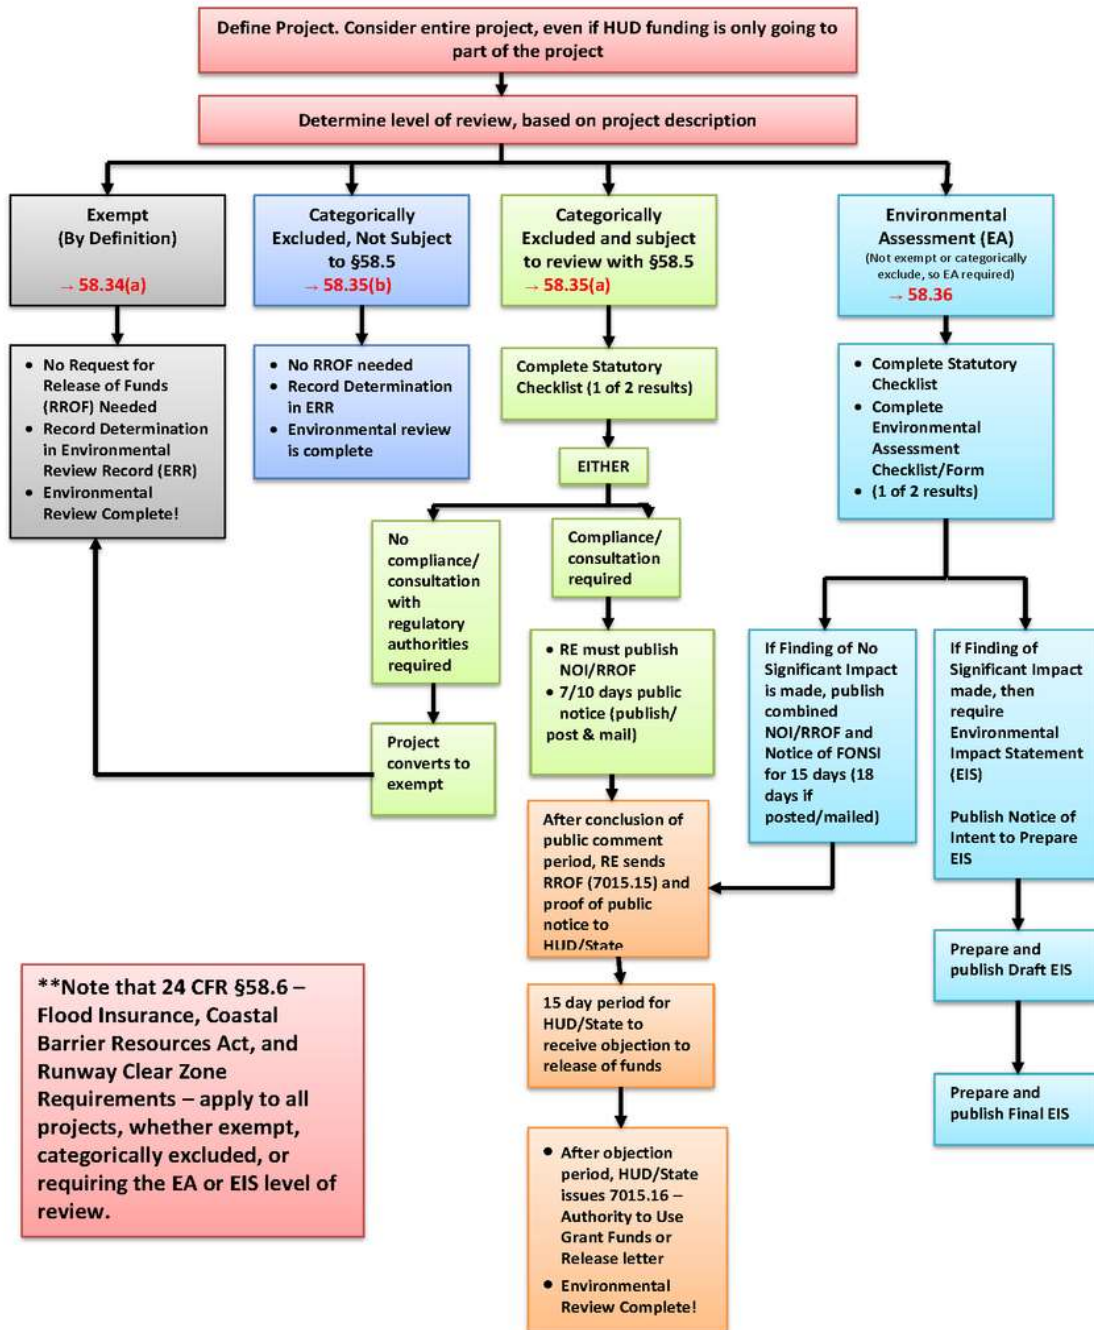 Define Project. Consider entire project, even if HUD funding is only going to
part of the project
Determine level of review, based on project description
Exempt
(By Definition)
→ 58.34(a)
Categorically
Excluded, Not Subject
to §58.5
→ 58.35(b)
Categorically
Excluded and subject
to review with §58.5
→ 58.35(a)
Environmental
Assessment (EA)
(Not exempt or categorically
exclude, so EA required)
→ 58.36
• No Request for
Release of Funds
(RROF) Needed
• Record Determination
in Environmental
Review Record (ERR)
• Environmental
Review Complete!
• No RROF needed
• Record Determination
in ERR
• Environmental review
is complete
Complete Statutory
Checklist (1 of 2 results)
• Complete Statutory
Checklist
• Complete
Environmental
Assessment
Checklist/Form
• (1 of 2 results)
EITHER
No
compliance/
consultation
with
regulatory
authorities
required
Compliance/
consultation
required
Project
converts to
exempt
• RE must publish
NOI/RROF
• 7/10 days public
notice (publish/
post & mail)
If Finding of No
Significant Impact
is made, publish
combined
NOI/RROF and
Notice of FONSI
for 15 days (18
days if
posted/mailed)
If Finding of
Significant Impact
made, then
require
Environmental
Impact Statement
(EIS)
Publish Notice of
Intent to Prepare
EIS
After conclusion of
public comment
period, RE sends
RROF (7015.15) and
proof of public
notice to
HUD/State
Prepare and
publish Draft EIS
15 day period for
HUD/State to
receive objection to
release of funds
Prepare and
publish Final EIS
• After objection
period, HUD/State
issues 7015.16 –
Authority to Use
Grant Funds or
Release letter
• Environmental
Review Complete!
**Note that 24 CFR §58.6 –
Flood Insurance, Coastal
Barrier Resources Act, and
Runway Clear Zone
Requirements – apply to all
projects, whether exempt,
categorically excluded, or
requiring the EA or EIS level of
review.